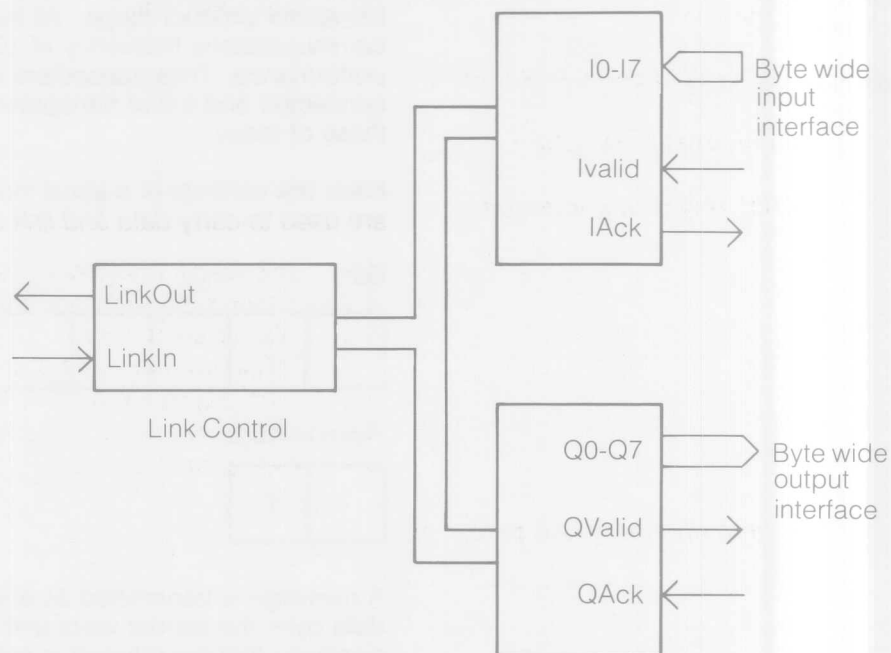 I0-I7
Byte wide
input
interface
Ivalid
IAck
LinkOut
LinkIn
Link Control
Q0-Q7
Byte wide
output
interface
QValid
QAck